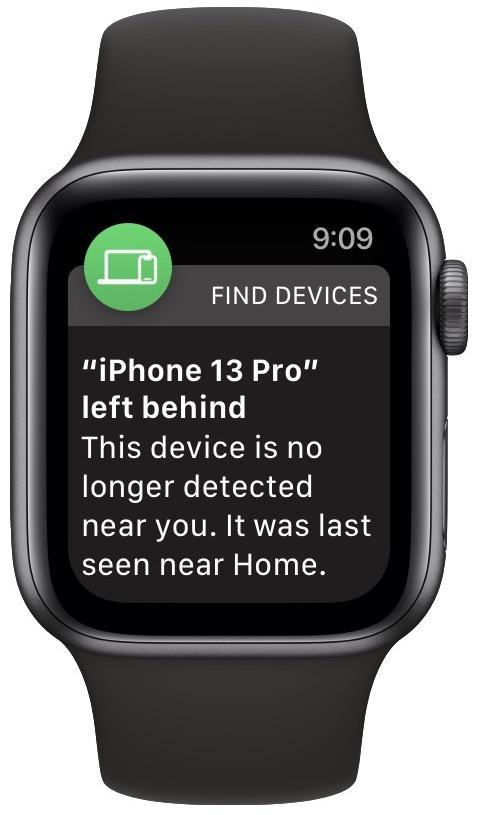 9:09
FIND DEVICES
“iPhone 13 Pro”
left behind
This device is no
longer detected
near you. It was last
seen near Home.